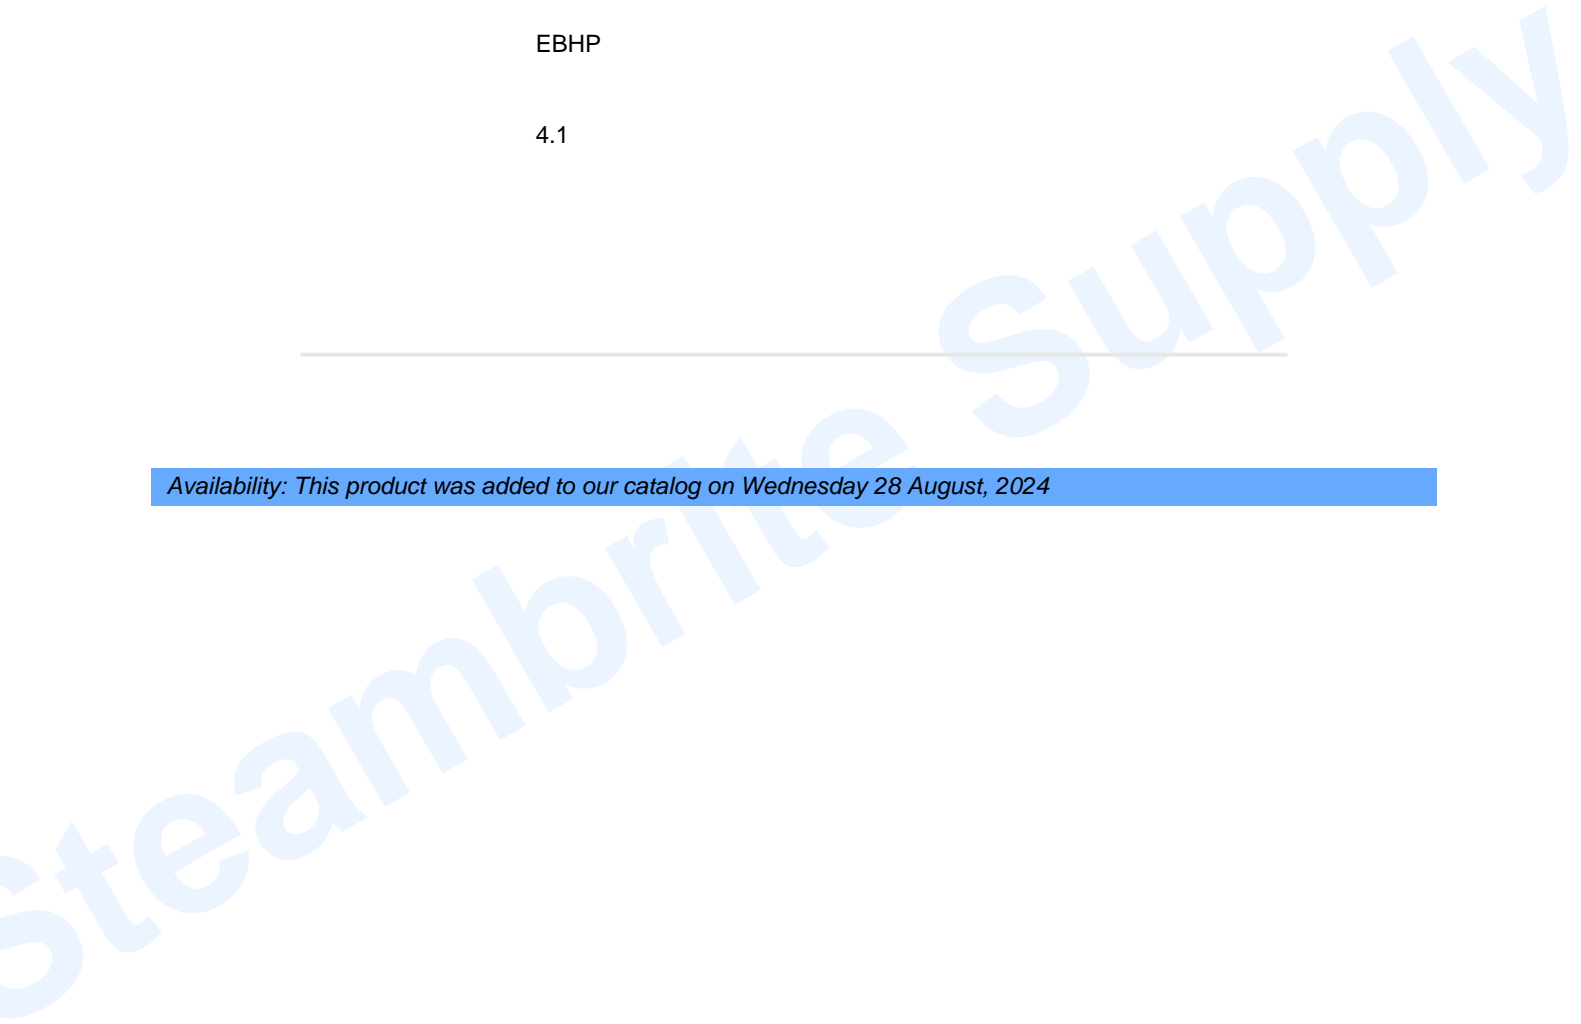 EBHP
4.1
Availability: This product was added to our catalog on Wednesday 28 August, 2024
Steambrite Supply